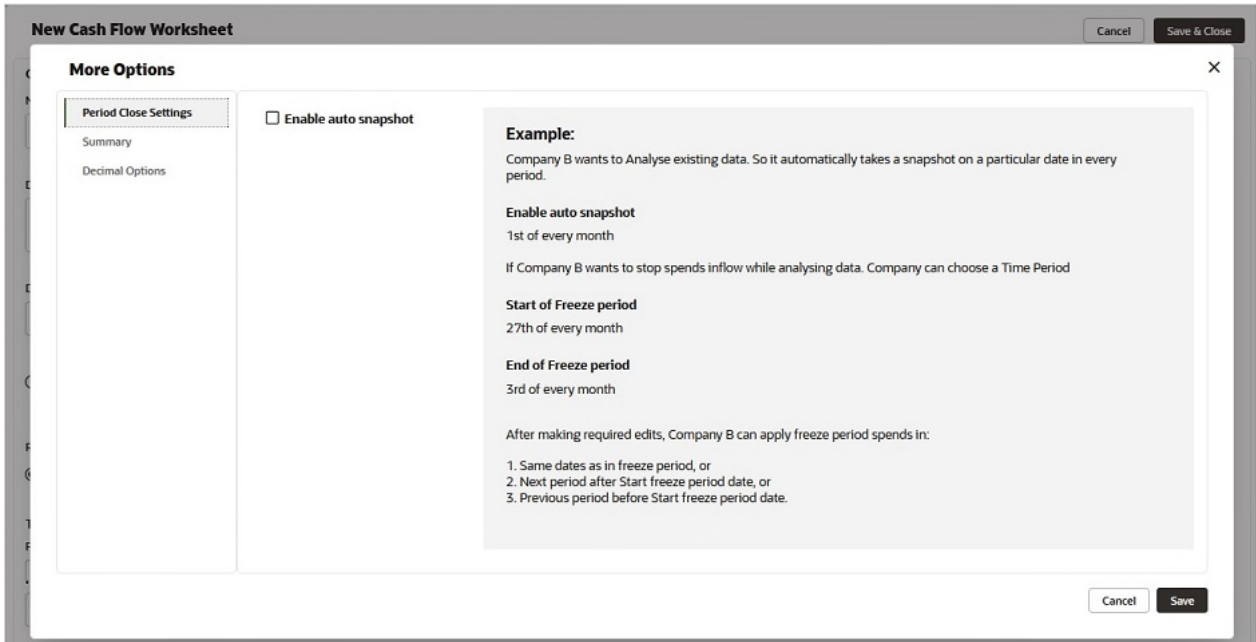 New Cash Flow Worksheet
Cancel
Save & Close
More Options
Period Close Settings
Summary
Decimal Options
Enable auto snapshot
Example:
Company B wants to Analyse existing data. So it automatically takes a snapshot on a particular date in every
period.
Enable auto snapshot
1st of every month
If Company B wants to stop spends inflow while analysing data. Company can choose a Time Period
Start of Freeze period
27th of every month
End of Freeze period
3rd of every month
After making required edits, Company B can apply freeze period spends in:
1. Same dates as in freeze period, or
2. Next period after Start freeze period date, or
3. Previous period before Start freeze period date.
Cancel
Save